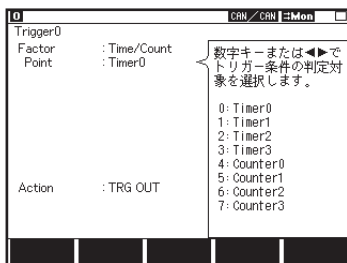 0
CAN/CAN ⇄Mon
Trigger0
Factor : Time/Count
Point : Timer0
数字キーまたは◀▶で
トリガー条件の判定対
象を選択します。
0: Timer0
1: Timer1
2: Timer2
3: Timer3
4: Counter0
5: Counter1
6: Counter2
7: Counter3
Action : TRG OUT